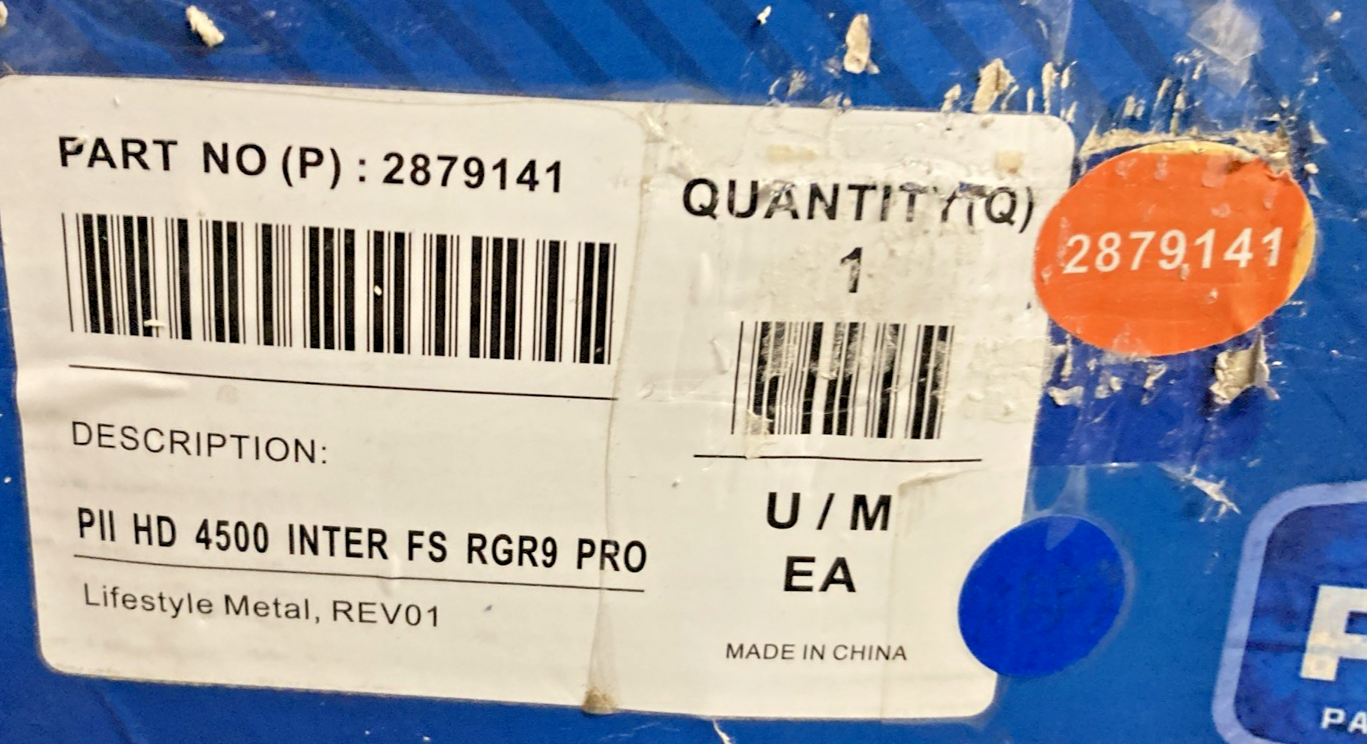 PART NO (P) : 2879141
QUANTITY(Q)
1
2879141
DESCRIPTION:
PII HD 4500 INTER FS RGR9 PRO
Lifestyle Metal, REV01
U / M
EA
MADE IN CHINA